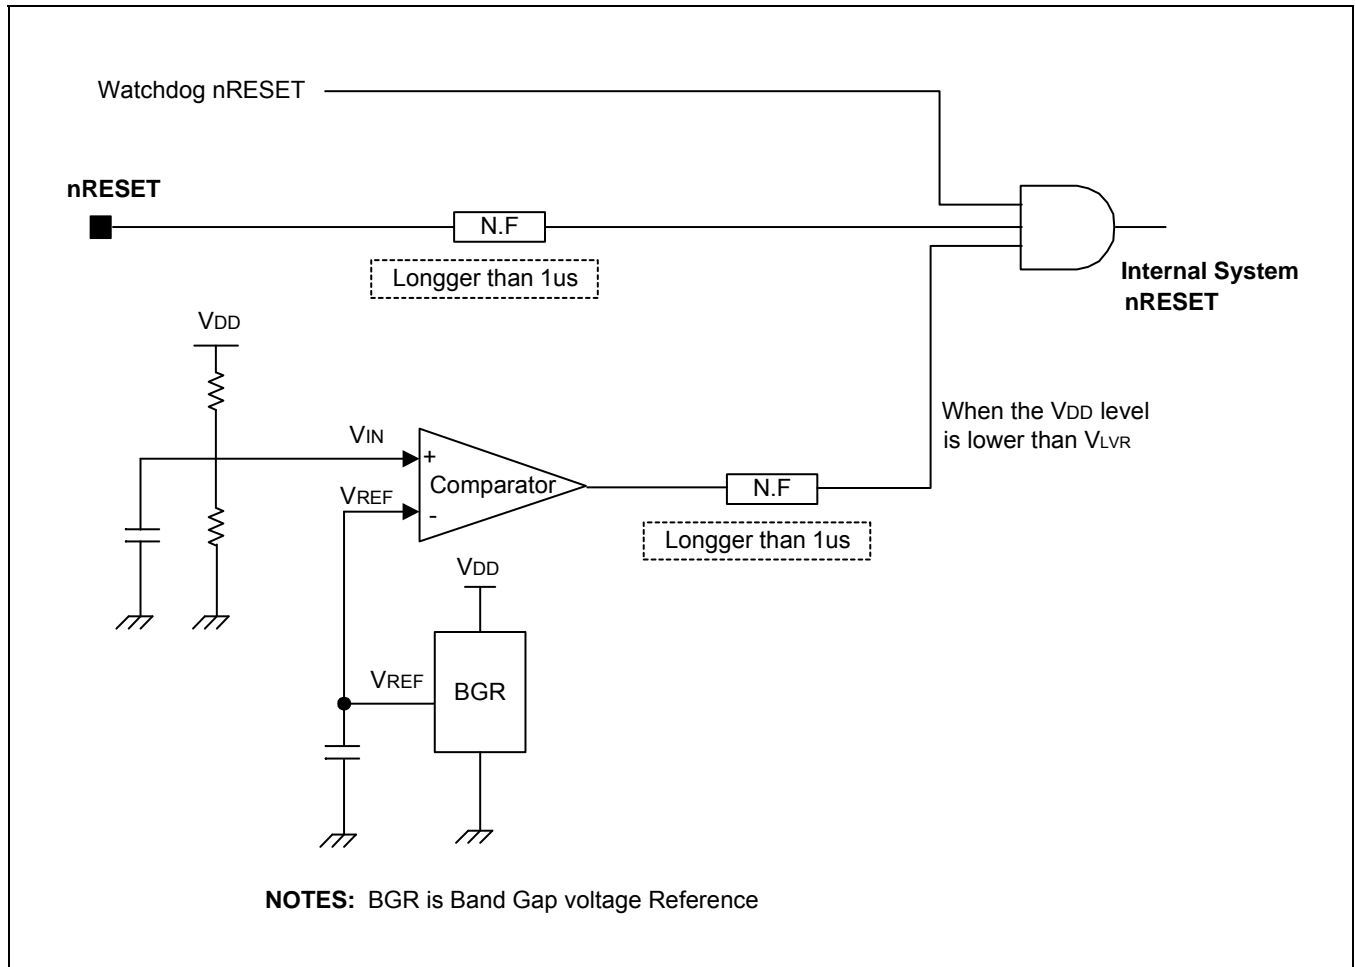 Watchdog nRESET
nRESET
N.F
Longger than 1us
Internal System
nRESET
VDD
When the VDD level
is lower than VLVR
VIN
+
Comparator
VREF
-
N.F
Longger than 1us
VDD
VREF
BGR
NOTES: BGR is Band Gap voltage Reference